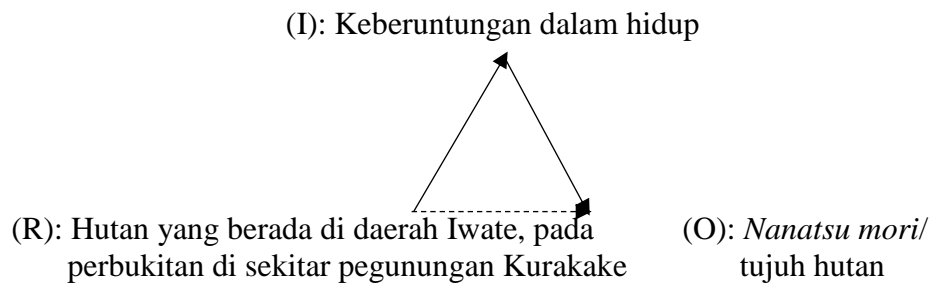 (I): Keberuntungan dalam hidup
(R): Hutan yang berada di daerah Iwate, pada
perbukitan di sekitar pegunungan Kurakake
(O): Nanatsu mori/
tujuh hutan